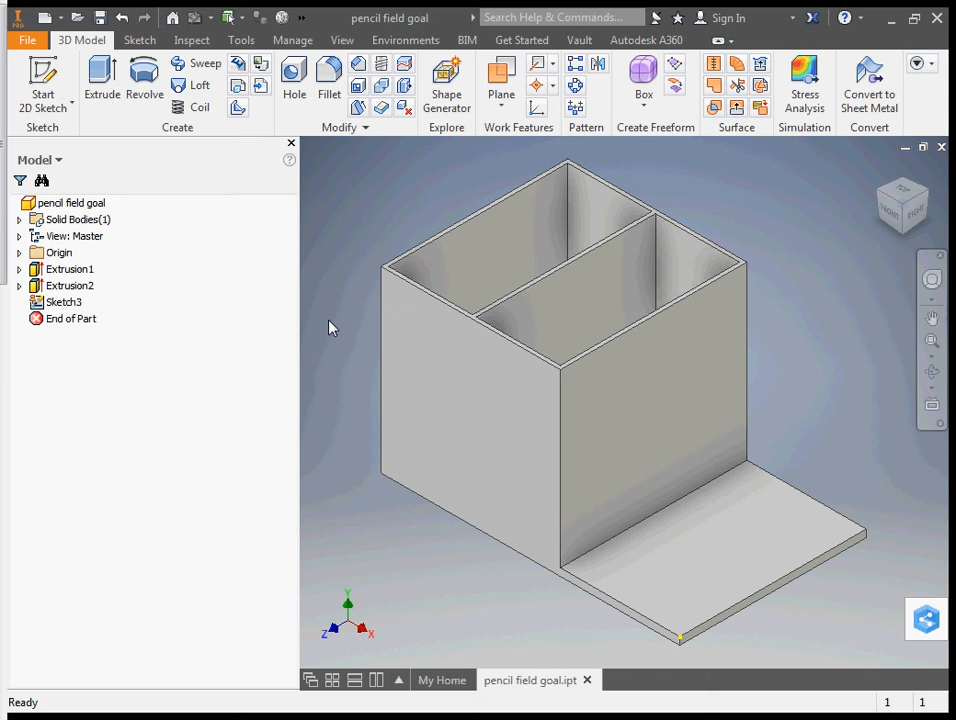 PRO
pencil field goal
Search Help & Commands...
Sign In
File
3D Model
Sketch
Inspect
Tools
Manage
View
Environments
BIM
Get Started
Vault
Autodesk A360
Start
2D Sketch
Extrude
Revolve
Sweep
Loft
Coil
Hole
Fillet
Shape
Generator
Plane
Box
Stress
Analysis
Convert to
Sheet Metal
Sketch
Create
Modify
Explore
Work Features
Pattern
Create Freeform
Surface
Simulation
Convert
Model
pencil field goal
Solid Bodies(1)
View: Master
Origin
Extrusion1
Extrusion2
Sketch3
End of Part
TOP
FRONT
RIGHT
Y
Z
X
My Home
pencil field goal.ipt
Ready
1
1